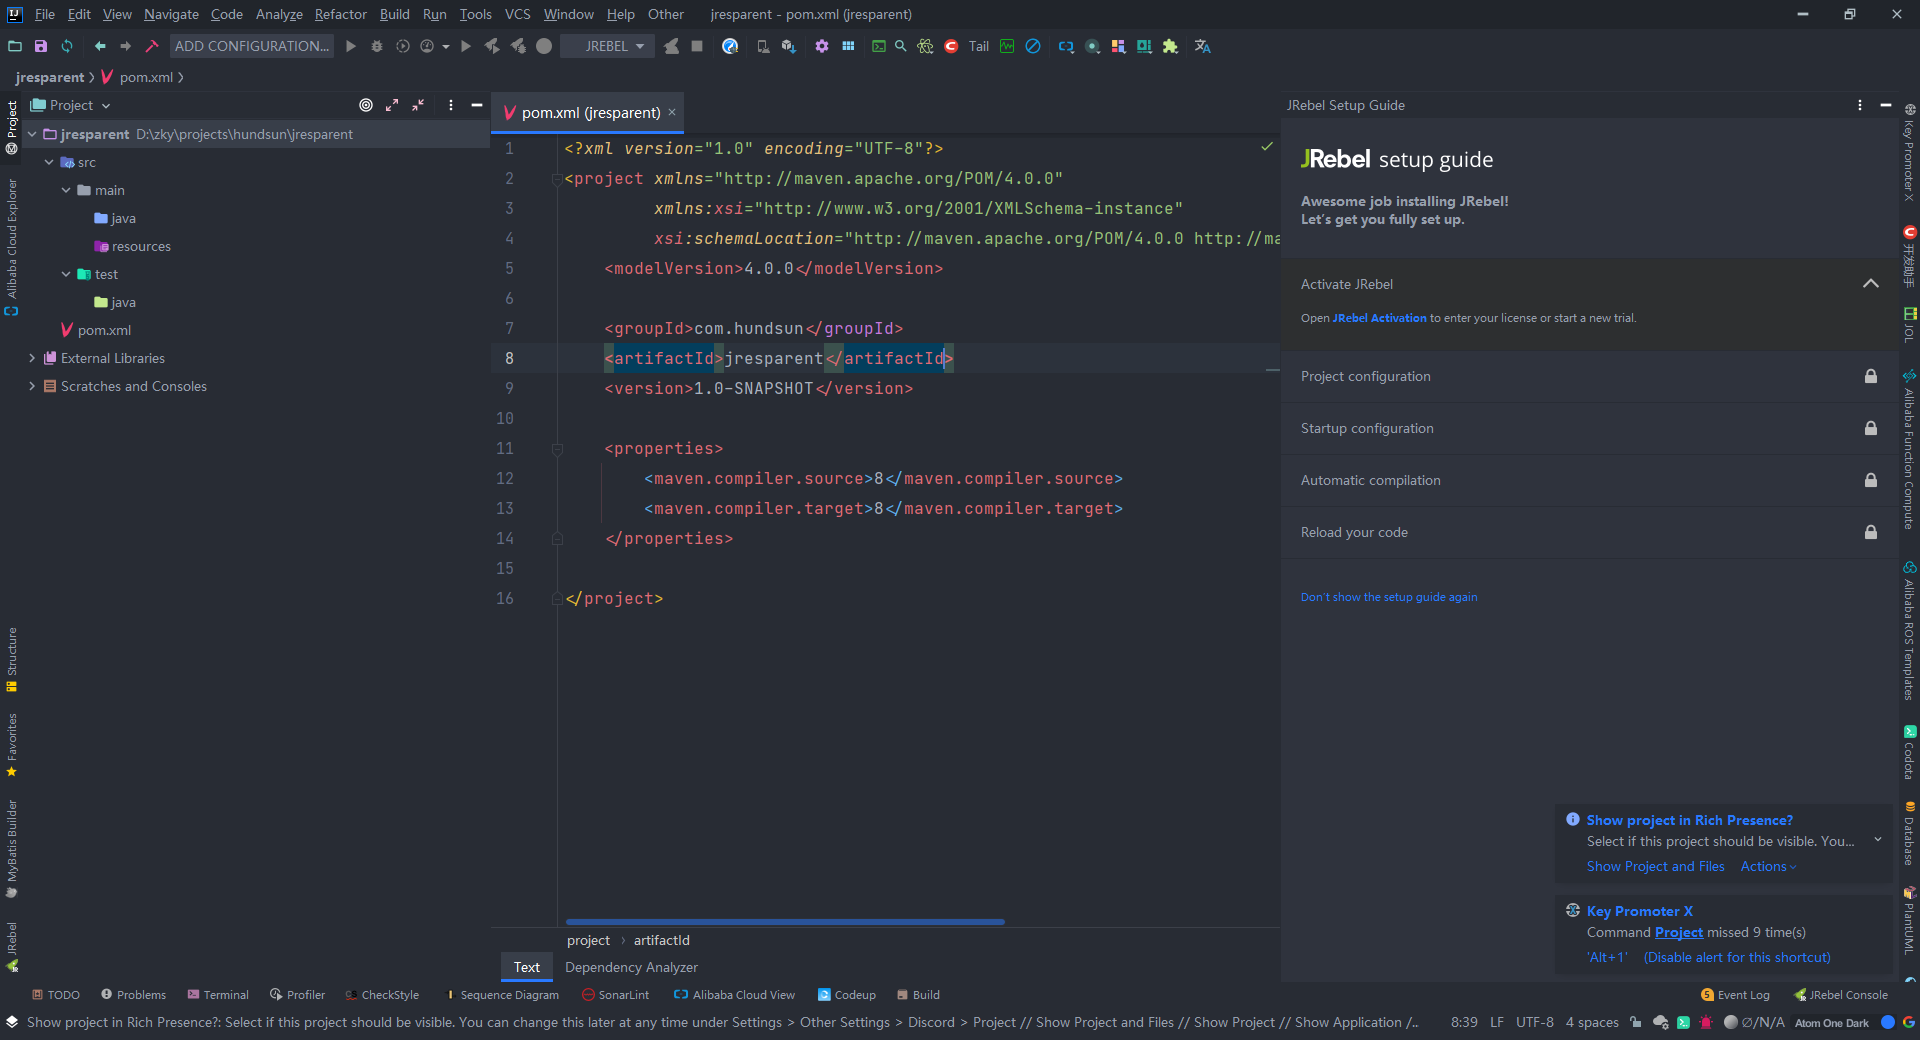 File Edit View Navigate Code Analyze Refactor Build Run Tools VCS Window Help Other jresparent - pom.xml (jresparent)
ADD CONFIGURATION... JREBEL Tail
jresparent pom.xml
Project
jresparent D:\zky\projects\hundsun\jresparent
src
main
java
resources
test
java
pom.xml
External Libraries
Scratches and Consoles
Project
Alibaba Cloud Explorer
Structure
Favorites
MyBatis Builder
JRebel
pom.xml (jresparent)
1 <?xml version="1.0" encoding="UTF-8"?>
2 <project xmlns="http://maven.apache.org/POM/4.0.0"
3 xmlns:xsi="http://www.w3.org/2001/XMLSchema-instance"
4 xsi:schemaLocation="http://maven.apache.org/POM/4.0.0 http://ma
5 <modelVersion>4.0.0</modelVersion>
6
7 <groupId>com.hundsun</groupId>
8 <artifactId>jresparent</artifactId>
9 <version>1.0-SNAPSHOT</version>
10
11 <properties>
12 <maven.compiler.source>8</maven.compiler.source>
13 <maven.compiler.target>8</maven.compiler.target>
14 </properties>
15
16 </project>
project › artifactId
Text Dependency Analyzer
JRebel Setup Guide
JRebel setup guide
Awesome job installing JRebel!
Let's get you fully set up.
Activate JRebel
Open JRebel Activation to enter your license or start a new trial.
Project configuration
Startup configuration
Automatic compilation
Reload your code
Don't show the setup guide again
Show project in Rich Presence?
Select if this project should be visible. You...
Show Project and Files Actions
Key Promoter X
Command Project missed 9 time(s)
'Alt+1' (Disable alert for this shortcut)
Key Promoter X
开发助手
JOL
Alibaba Function Compute
Alibaba ROS Templates
Codota
Database
PlantUML
TODO Problems Terminal Profiler CheckStyle Sequence Diagram SonarLint Alibaba Cloud View Codeup Build 5 Event Log JRebel Console
Show project in Rich Presence?: Select if this project should be visible. You can change this later at any time under Settings > Other Settings > Discord > Project // Show Project and Files // Show Project // Show Application /.. 8:39 LF UTF-8 4 spaces ∅/N/A Atom One Dark